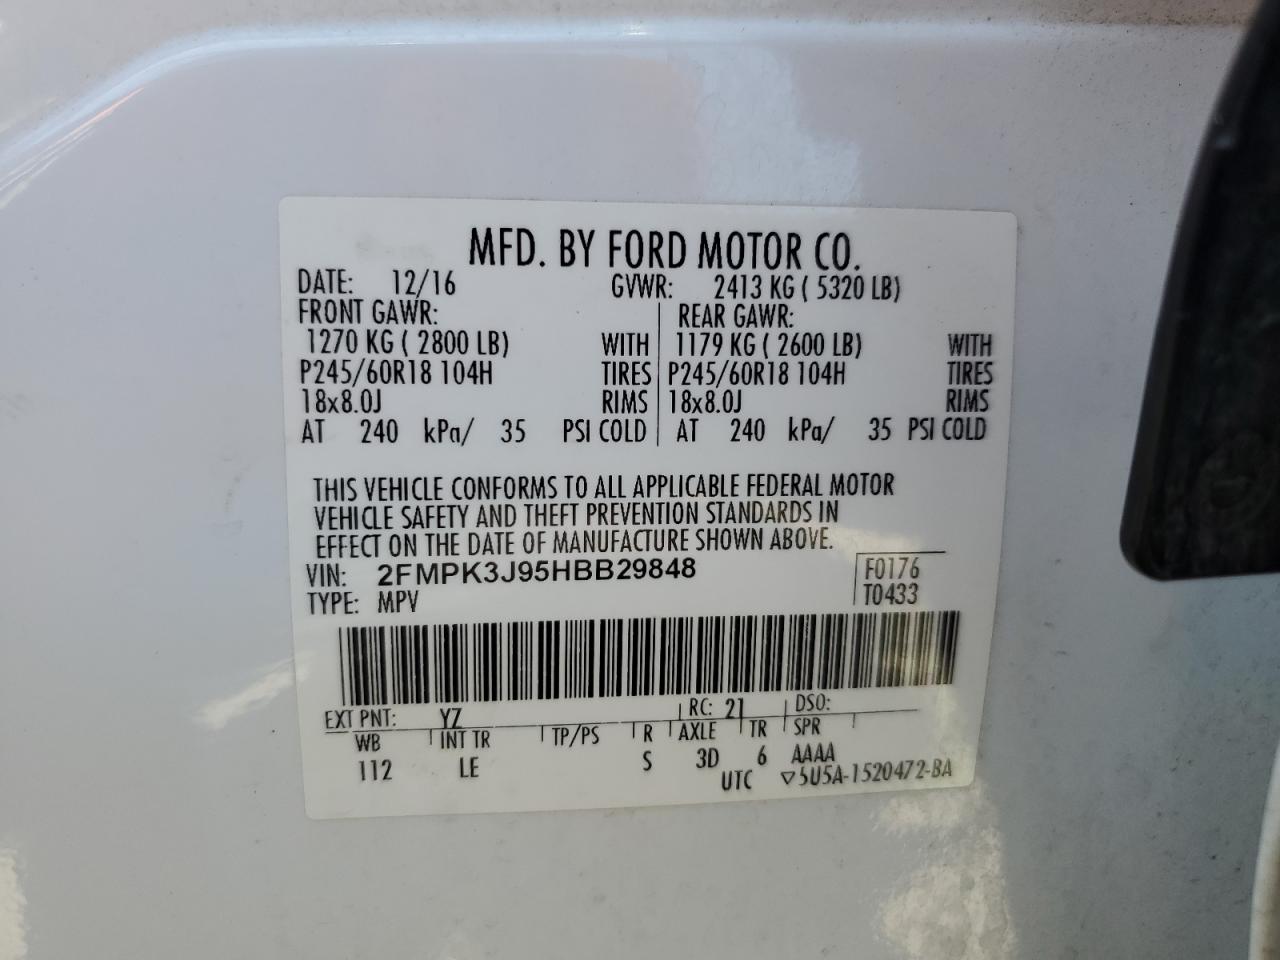 MFD. BY FORD MOTOR CO.
DATE: 12/16 GVWR: 2413 KG ( 5320 LB)
FRONT GAWR: REAR GAWR:
1270 KG ( 2800 LB) WITH 1179 KG ( 2600 LB) WITH
P245/60R18 104H TIRES P245/60R18 104H TIRES
18x8.0J RIMS 18x8.0J RIMS
AT 240 kPa/ 35 PSI COLD AT 240 kPa/ 35 PSI COLD
THIS VEHICLE CONFORMS TO ALL APPLICABLE FEDERAL MOTOR
VEHICLE SAFETY AND THEFT PREVENTION STANDARDS IN
EFFECT ON THE DATE OF MANUFACTURE SHOWN ABOVE.
VIN: 2FMPK3J95HBB29848 F0176
TYPE: MPV T0433
EXT PNT: YZ RC: 21 DSO:
WB INT TR TP/PS R AXLE TR SPR
112 LE S 3D 6 AAAA
UTC ▽5U5A-1520472-BA